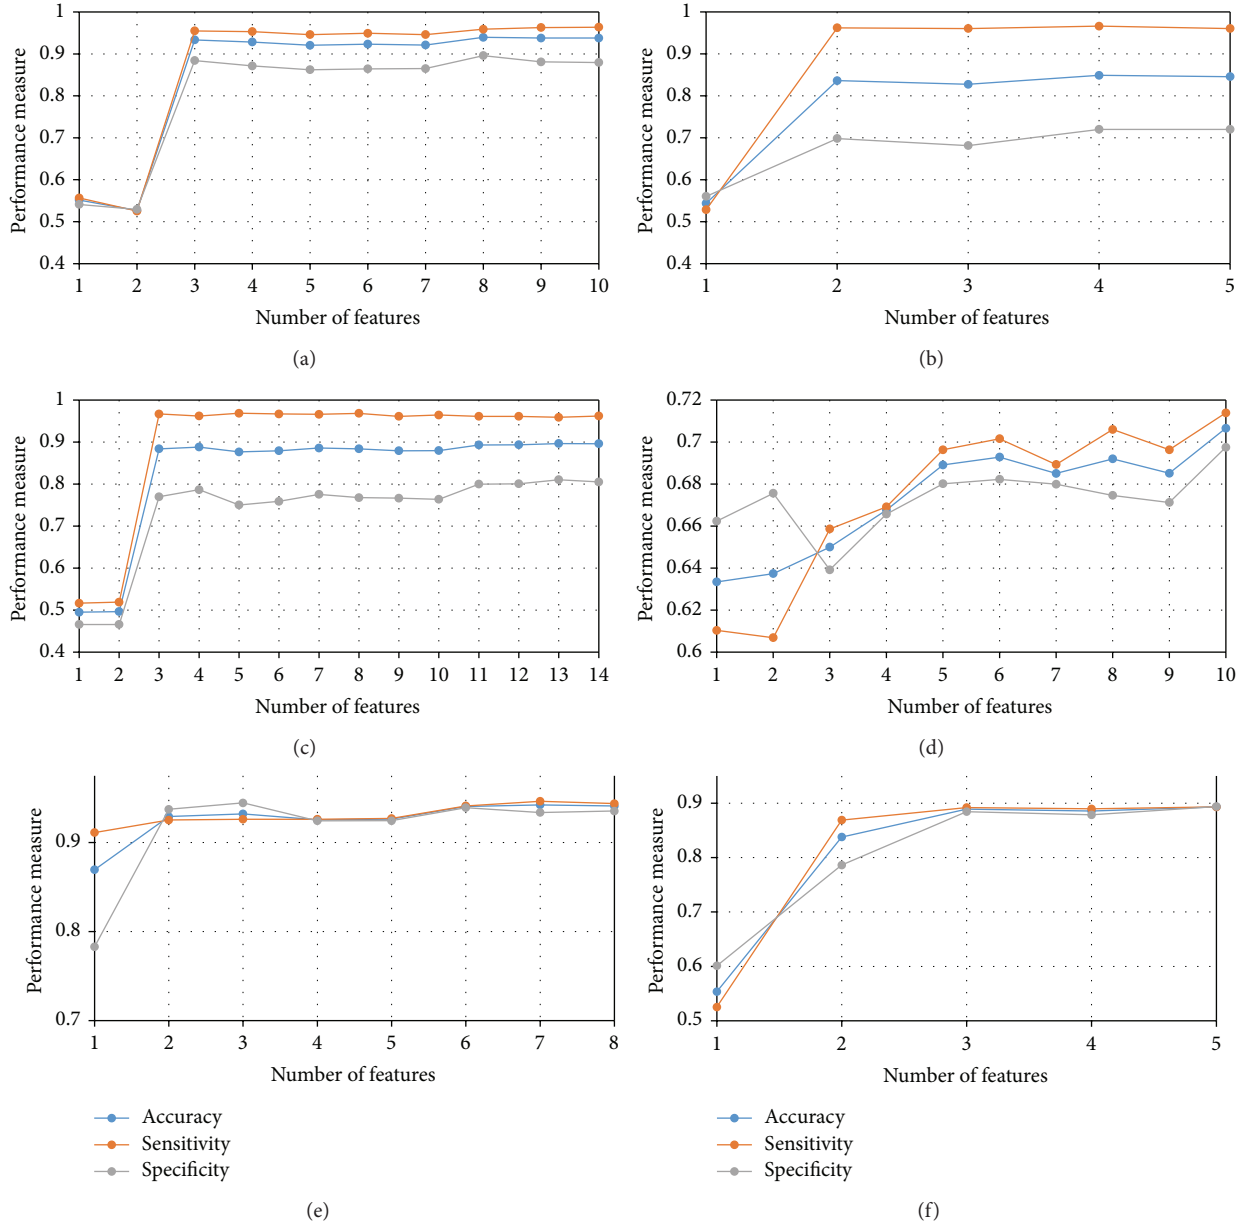 1
0.9
0.8
0.7
0.6
0.5
0.4
Performance measure
1 2 3 4 5 6 7 8 9 10
Number of features
(a)
1
0.9
0.8
0.7
0.6
0.5
0.4
Performance measure
1 2 3 4 5
Number of features
(b)
1
0.9
0.8
0.7
0.6
0.5
0.4
Performance measure
1 2 3 4 5 6 7 8 9 10 11 12 13 14
Number of features
(c)
0.72
0.7
0.68
0.66
0.64
0.62
0.6
Performance measure
1 2 3 4 5 6 7 8 9 10
Number of features
(d)
0.9
0.8
0.7
Performance measure
1 2 3 4 5 6 7 8
Number of features
Accuracy
Sensitivity
Specificity
(e)
0.9
0.8
0.7
0.6
0.5
Performance measure
1 2 3 4 5
Number of features
Accuracy
Sensitivity
Specificity
(f)